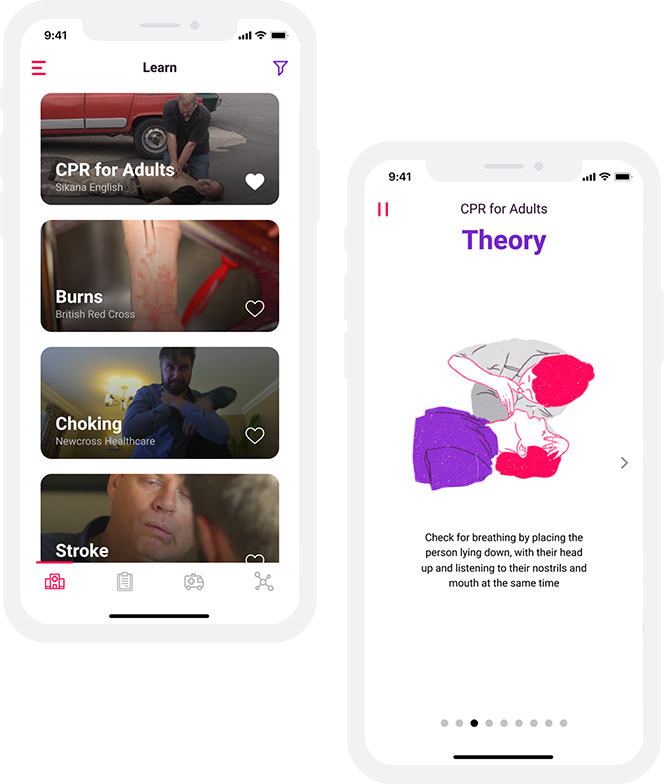 9:41
Learn
CPR for Adults
Sikana English
Burns
British Red Cross
Choking
Newcross Healthcare
Stroke
9:41
CPR for Adults
Theory
Check for breathing by placing the
person lying down, with their head
up and listening to their nostrils and
mouth at the same time